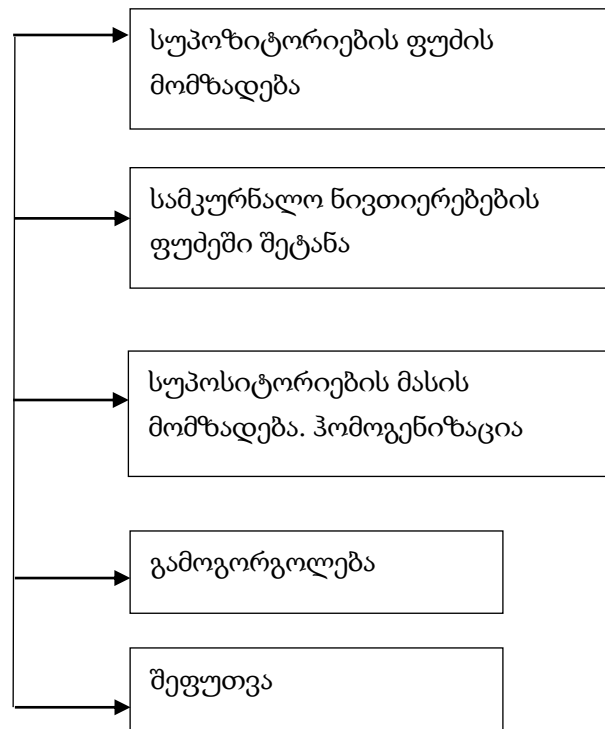 სუპოზიტორიების ფუძის
მომზადება
სამკურნალო ნივთიერებების
ფუძეში შეტანა
სუპოსიტორიების მასის
მომზადება. ჰომოგენიზაცია
გამოგორგოლება
შეფუთვა